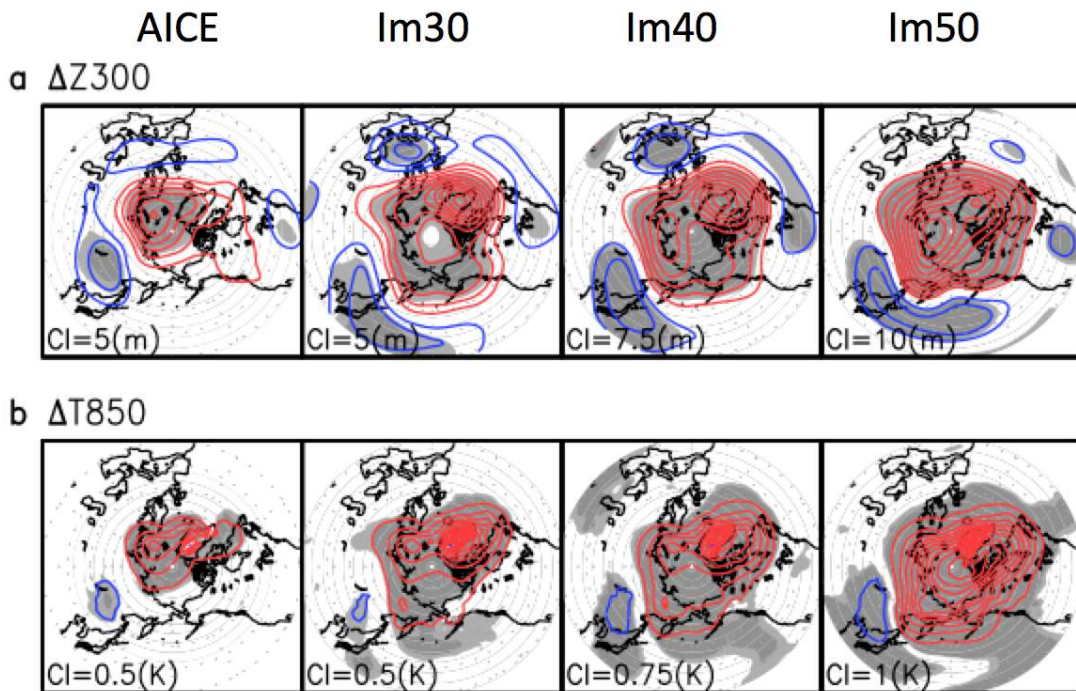 AICE Im30 Im40 Im50
a ΔZ300
CI=5(m) CI=5(m) CI=7.5(m) CI=10(m)
b ΔT850
CI=0.5(K) CI=0.5(K) CI=0.75(K) CI=1(K)